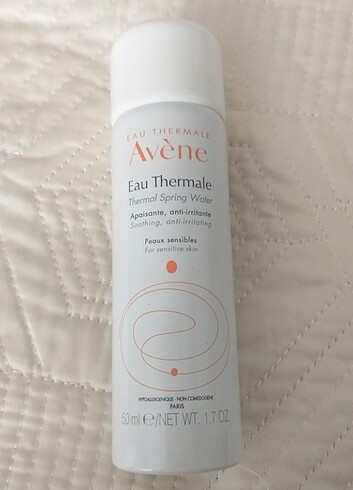 EAU THERMALE
Avène
Eau Thermale
Thermal Spring Water
Apaisante, anti-irritante
Soothing, anti-irritating
Peaux sensibles
For sensitive skin
HYPOALLERGENIQUE - NON COMEDOGENE
PARIS
50 ml ℮/NET WT. 1.7 OZ.